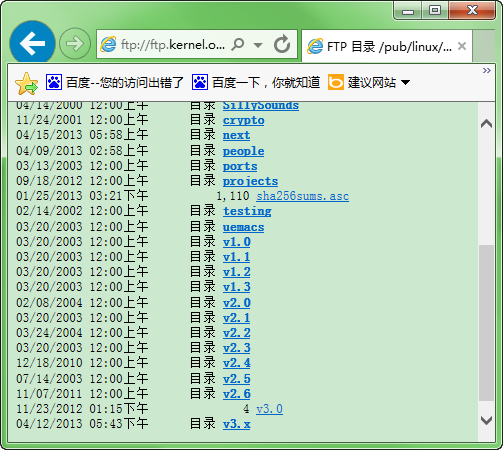 ftp://ftp.kernel.o...
FTP 目录 /pub/linux/...
百度--您的访问出错了 百度一下，你就知道 建议网站
04/14/2000 12:00上午 目录 SillySounds
11/24/2001 12:00上午 目录 crypto
04/15/2013 05:58上午 目录 next
04/09/2013 02:58上午 目录 people
03/13/2003 12:00上午 目录 ports
09/18/2012 12:00上午 目录 projects
01/25/2013 03:21下午 1,110 sha256sums.asc
02/14/2002 12:00上午 目录 testing
03/20/2003 12:00上午 目录 uemacs
03/20/2003 12:00上午 目录 v1.0
03/20/2003 12:00上午 目录 v1.1
03/20/2003 12:00上午 目录 v1.2
03/20/2003 12:00上午 目录 v1.3
02/08/2004 12:00上午 目录 v2.0
03/20/2003 12:00上午 目录 v2.1
03/24/2004 12:00上午 目录 v2.2
03/20/2003 12:00上午 目录 v2.3
12/18/2010 12:00上午 目录 v2.4
07/14/2003 12:00上午 目录 v2.5
11/07/2011 12:00上午 目录 v2.6
11/23/2012 01:15下午 4 v3.0
04/12/2013 05:43下午 目录 v3.x